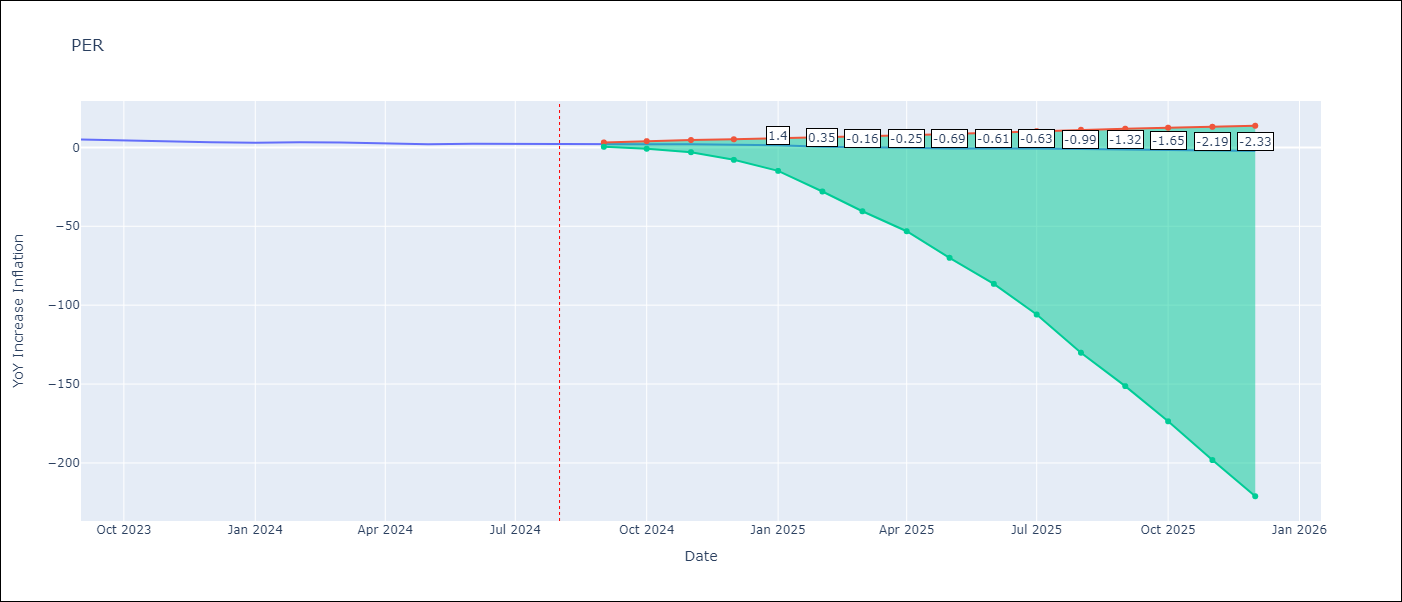 PER
YoY Increase Inflation
0
−50
−100
−150
−200
1.4
0.35
-0.16
-0.25
-0.69
-0.61
-0.63
-0.99
-1.32
-1.65
-2.19
-2.33
Oct 2023
Jan 2024
Apr 2024
Jul 2024
Oct 2024
Jan 2025
Apr 2025
Jul 2025
Oct 2025
Jan 2026
Date